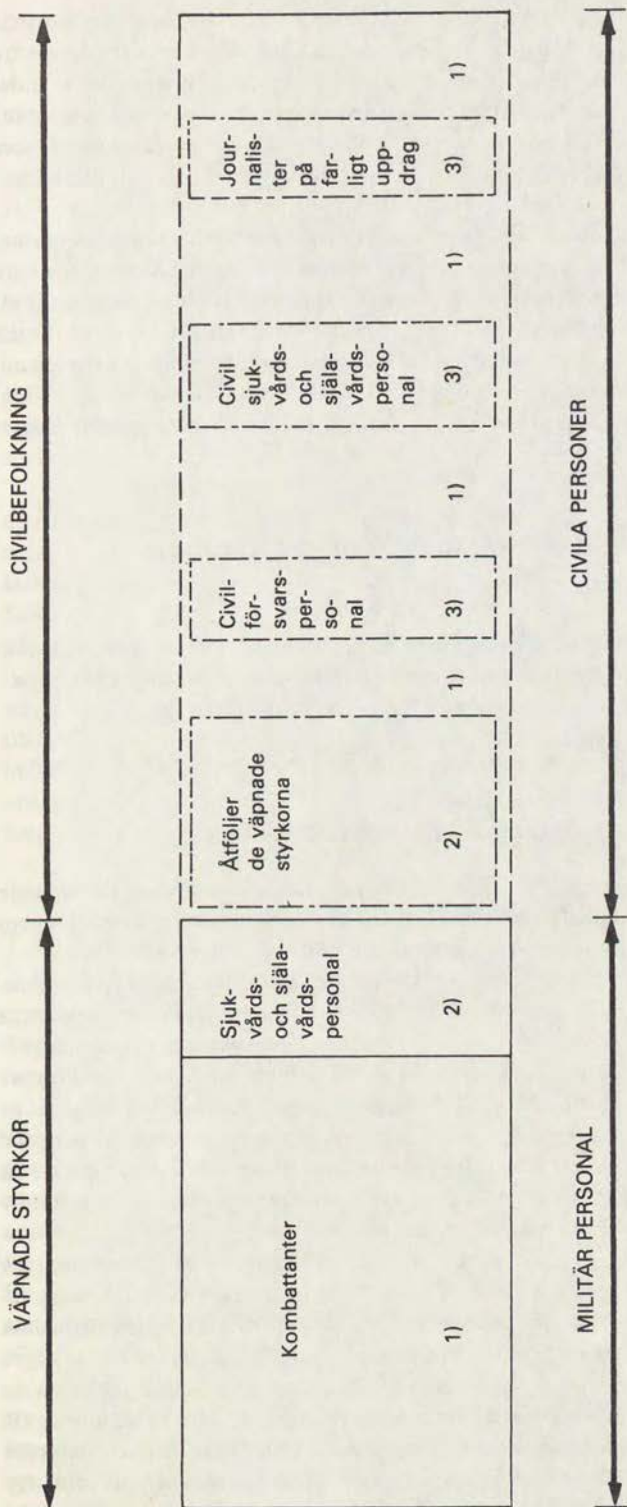 VÄPNADE STYRKOR
CIVILBEFOLKNING
Kombattanter
1)
Sjuk-
vårds-
och själa-
vårds-
personal
2)
Åtföljer
de väpnade
styrkorna
2)
1)
Civil-
för-
svars-
per-
so-
nal
3)
1)
Civil
sjuk-
vårds-
och
själa-
vårds-
perso-
nal
3)
1)
Jour-
nalis-
ter
på
far-
ligt
upp-
drag
3)
1)
MILITÄR PERSONAL
CIVILA PERSONER